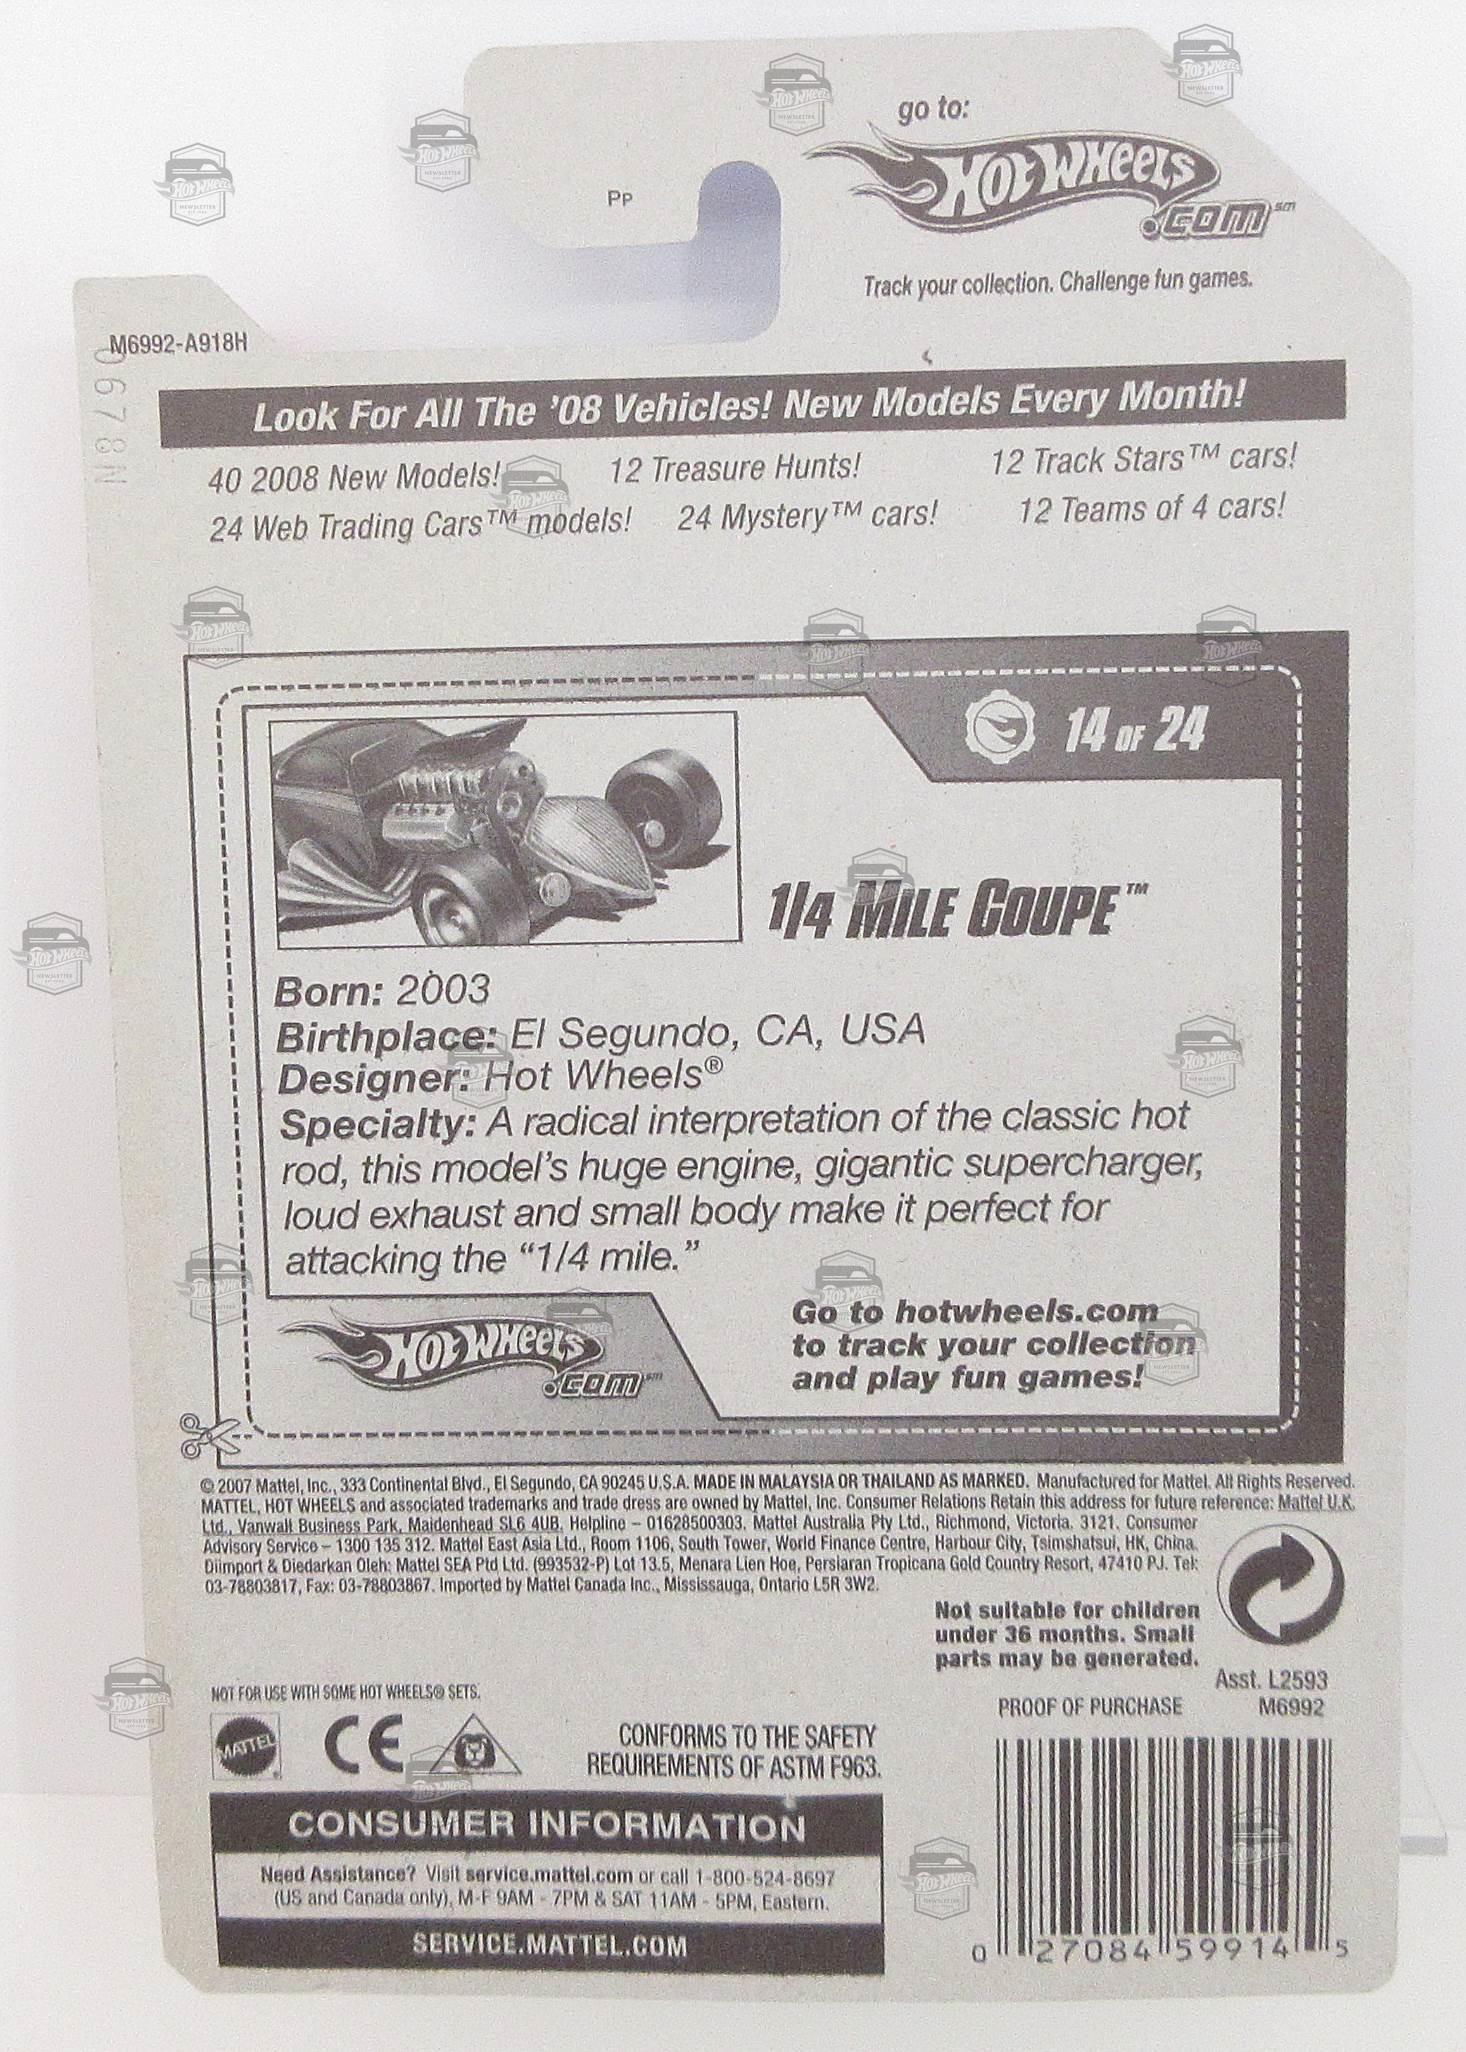 go to:
Hot Wheels
.com℠
Pp
Track your collection. Challenge fun games.
M6992-A918H
0678N
Look For All The '08 Vehicles! New Models Every Month!
40 2008 New Models! 12 Treasure Hunts! 12 Track Stars™ cars!
24 Web Trading Cars™ models! 24 Mystery™ cars! 12 Teams of 4 cars!
14 OF 24
1/4 MILE COUPE™
Born: 2003
Birthplace: El Segundo, CA, USA
Designer: Hot Wheels®
Specialty: A radical interpretation of the classic hot
rod, this model's huge engine, gigantic supercharger,
loud exhaust and small body make it perfect for
attacking the "1/4 mile."
Hot Wheels
.com℠
Go to hotwheels.com
to track your collection
and play fun games!
© 2007 Mattel, Inc., 333 Continental Blvd., El Segundo, CA 90245 U.S.A. MADE IN MALAYSIA OR THAILAND AS MARKED. Manufactured for Mattel. All Rights Reserved.
MATTEL, HOT WHEELS and associated trademarks and trade dress are owned by Mattel, Inc. Consumer Relations Retain this address for future reference: Mattel U.K.
Ltd., Vanwall Business Park, Maidenhead SL6 4UB. Helpline – 01628500303. Mattel Australia Pty Ltd., Richmond, Victoria. 3121. Consumer
Advisory Service – 1300 135 312. Mattel East Asia Ltd., Room 1106, South Tower, World Finance Centre, Harbour City, Tsimshatsui, HK, China.
Diimport & Diedarkan Oleh: Mattel SEA Ptd Ltd. (993532-P) Lot 13.5, Menara Lien Hoe, Persiaran Tropicana Gold Country Resort, 47410 PJ. Tel:
03-78803817, Fax: 03-78803867. Imported by Mattel Canada Inc., Mississauga, Ontario L5R 3W2.
Not suitable for children
under 36 months. Small
parts may be generated.
Asst. L2593
NOT FOR USE WITH SOME HOT WHEELS® SETS.
PROOF OF PURCHASE M6992
MATTEL
CE
CONFORMS TO THE SAFETY
REQUIREMENTS OF ASTM F963.
CONSUMER INFORMATION
Need Assistance? Visit service.mattel.com or call 1-800-524-8697
(US and Canada only), M-F 9AM - 7PM & SAT 11AM - 5PM, Eastern.
SERVICE.MATTEL.COM
0 27084 59914 5